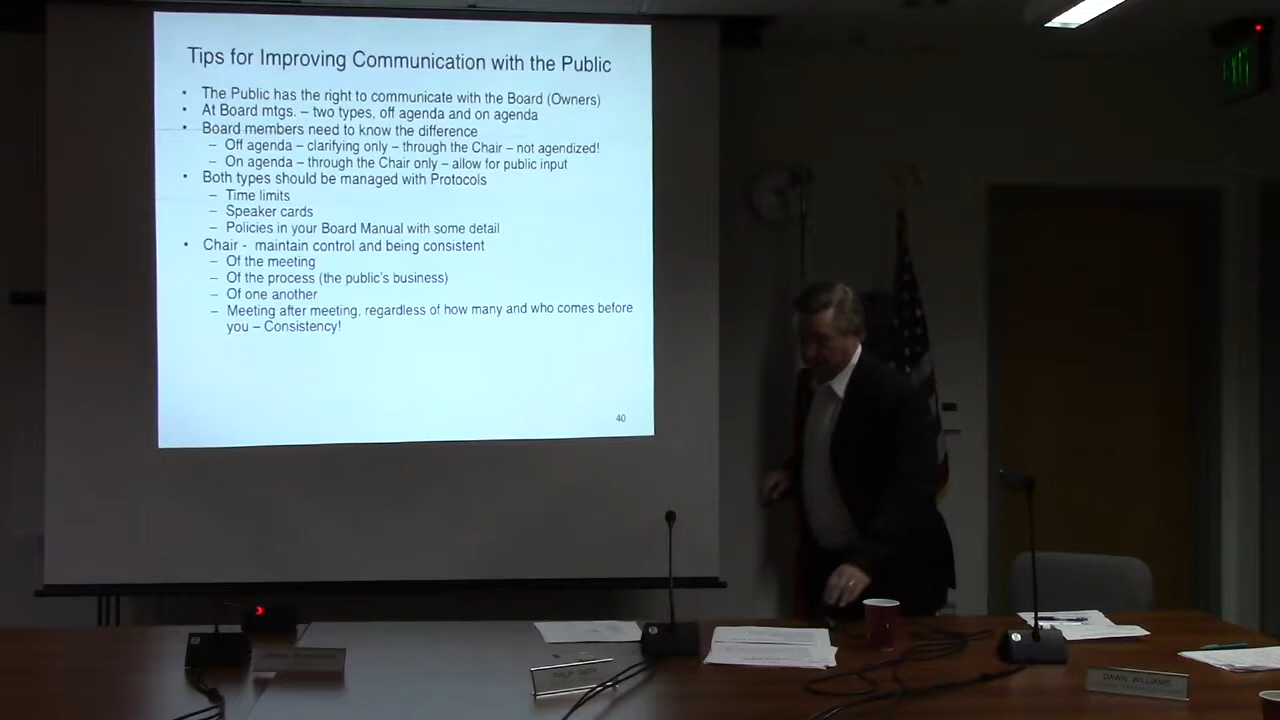 Tips for Improving Communication with the Public
• The Public has the right to communicate with the Board (Owners)
• At Board mtgs. – two types, off agenda and on agenda
• Board members need to know the difference
– Off agenda – clarifying only – through the Chair – not agendized!
– On agenda – through the Chair only – allow for public input
• Both types should be managed with Protocols
– Time limits
– Speaker cards
– Policies in your Board Manual with some detail
• Chair - maintain control and being consistent
– Of the meeting
– Of the process (the public's business)
– Of one another
– Meeting after meeting, regardless of how many and who comes before
you – Consistency!
40
DAWN WILLIAMS